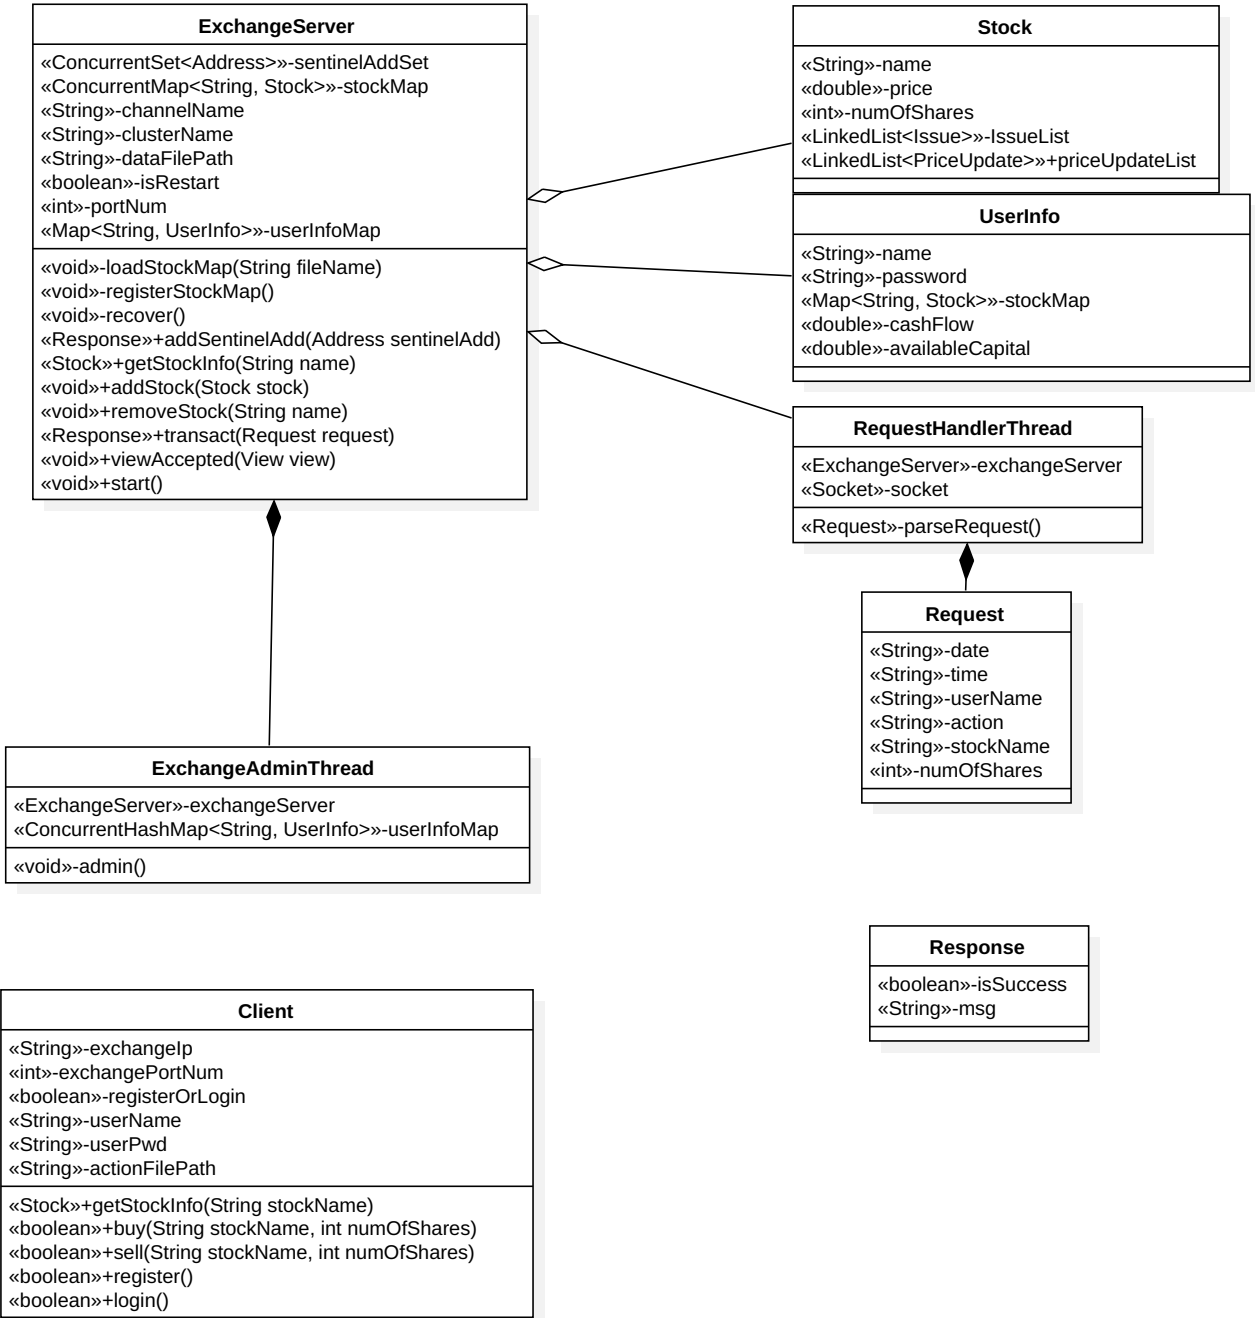 ExchangeServer
«ConcurrentSet<Address>»-sentinelAddSet
«ConcurrentMap<String, Stock>»-stockMap
«String»-channelName
«String»-clusterName
«String»-dataFilePath
«boolean»-isRestart
«int»-portNum
«Map<String, UserInfo>»-userInfoMap
«void»-loadStockMap(String fileName)
«void»-registerStockMap()
«void»-recover()
«Response»+addSentinelAdd(Address sentinelAdd)
«Stock»+getStockInfo(String name)
«void»+addStock(Stock stock)
«void»+removeStock(String name)
«Response»+transact(Request request)
«void»+viewAccepted(View view)
«void»+start()
Stock
«String»-name
«double»-price
«int»-numOfShares
«LinkedList<Issue>»-IssueList
«LinkedList<PriceUpdate>»+priceUpdateList
UserInfo
«String»-name
«String»-password
«Map<String, Stock>»-stockMap
«double»-cashFlow
«double»-availableCapital
RequestHandlerThread
«ExchangeServer»-exchangeServer
«Socket»-socket
«Request»-parseRequest()
Request
«String»-date
«String»-time
«String»-userName
«String»-action
«String»-stockName
«int»-numOfShares
ExchangeAdminThread
«ExchangeServer»-exchangeServer
«ConcurrentHashMap<String, UserInfo>»-userInfoMap
«void»-admin()
Response
«boolean»-isSuccess
«String»-msg
Client
«String»-exchangeIp
«int»-exchangePortNum
«boolean»-registerOrLogin
«String»-userName
«String»-userPwd
«String»-actionFilePath
«Stock»+getStockInfo(String stockName)
«boolean»+buy(String stockName, int numOfShares)
«boolean»+sell(String stockName, int numOfShares)
«boolean»+register()
«boolean»+login()